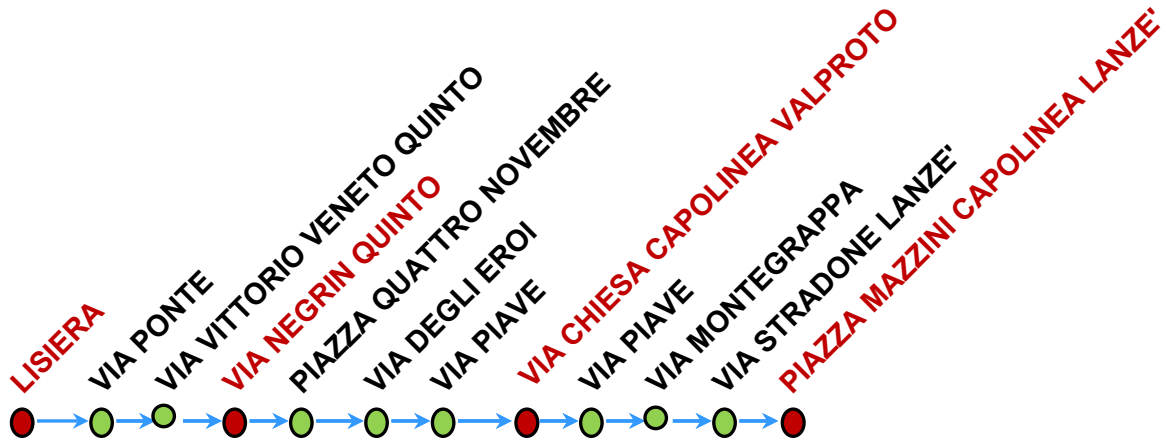 LISIERA
VIA PONTE
VIA VITTORIO VENETO QUINTO
VIA NEGRIN QUINTO
PIAZZA QUATTRO NOVEMBRE
VIA DEGLI EROI
VIA PIAVE
VIA CHIESA CAPOLINEA VALPROTO
VIA PIAVE
VIA MONTEGRAPPA
VIA STRADONE LANZE'
PIAZZA MAZZINI CAPOLINEA LANZE'